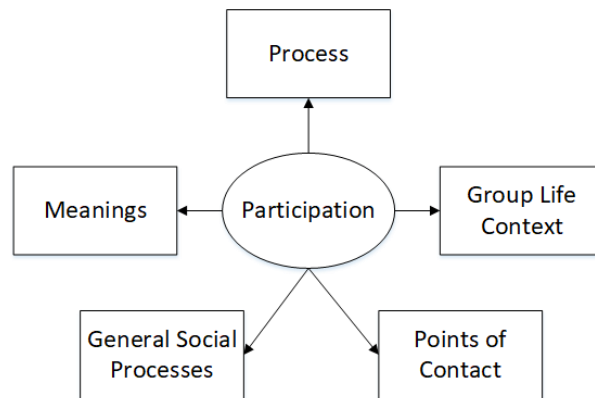 Process
Meanings
Participation
Group Life
Context
General Social
Processes
Points of
Contact